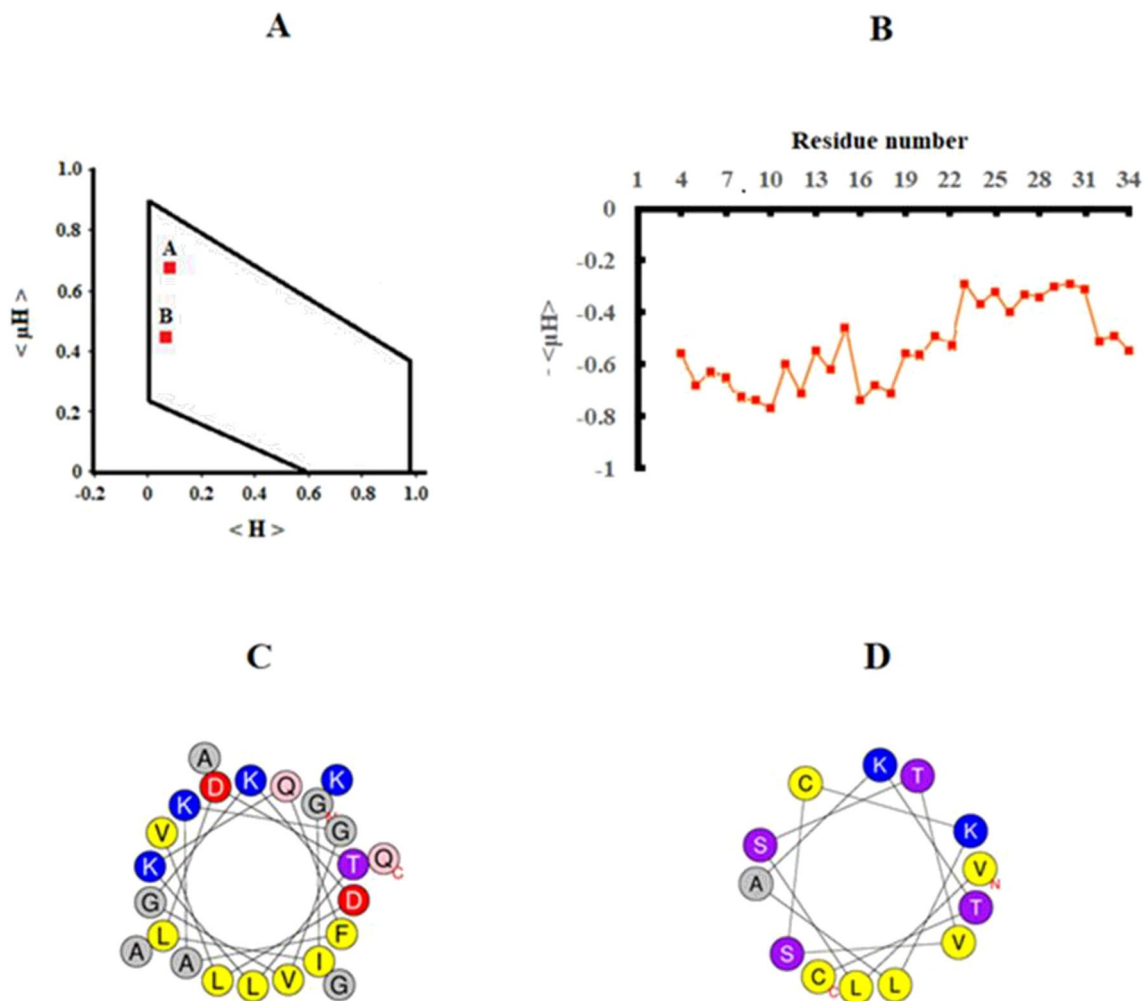 A
B
Residue number
1 4 7 10 13 16 19 22 25 28 31 34
0
-0.2
-0.4
-0.6
-0.8
-1
- <μH>
1.0
0.8
0.6
0.4
0.2
0
< μH >
A
B
-0.2 0 0.2 0.4 0.6 0.8 1.0
< H >
C
D
A
D
K
Q
K
K
G
N
G
V
T
Q
C
K
D
G
F
L
A
A
I
L
L
V
G
K
T
C
K
S
V
N
A
T
V
S
C
C
L
L